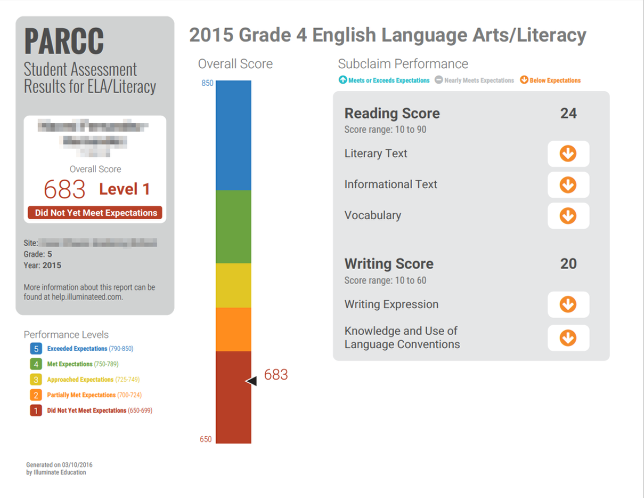 PARCC
Student Assessment
Results for ELA/Literacy
Overall Score
683 Level 1
Did Not Yet Meet Expectations
Site:
Grade: 5
Year: 2015
More information about this report can be
found at help.illuminateed.com.
Performance Levels
5 Exceeded Expectations (790-850)
4 Met Expectations (750-789)
3 Approached Expectations (725-749)
2 Partially Met Expectations (700-724)
1 Did Not Yet Meet Expectations (650-699)
Generated on 03/10/2016
by Illuminate Education
2015 Grade 4 English Language Arts/Literacy
Overall Score
850
683
650
Subclaim Performance
Meets or Exceeds Expectations Nearly Meets Expectations Below Expectations
Reading Score 24
Score range: 10 to 90
Literary Text
Informational Text
Vocabulary
Writing Score 20
Score range: 10 to 60
Writing Expression
Knowledge and Use of
Language Conventions